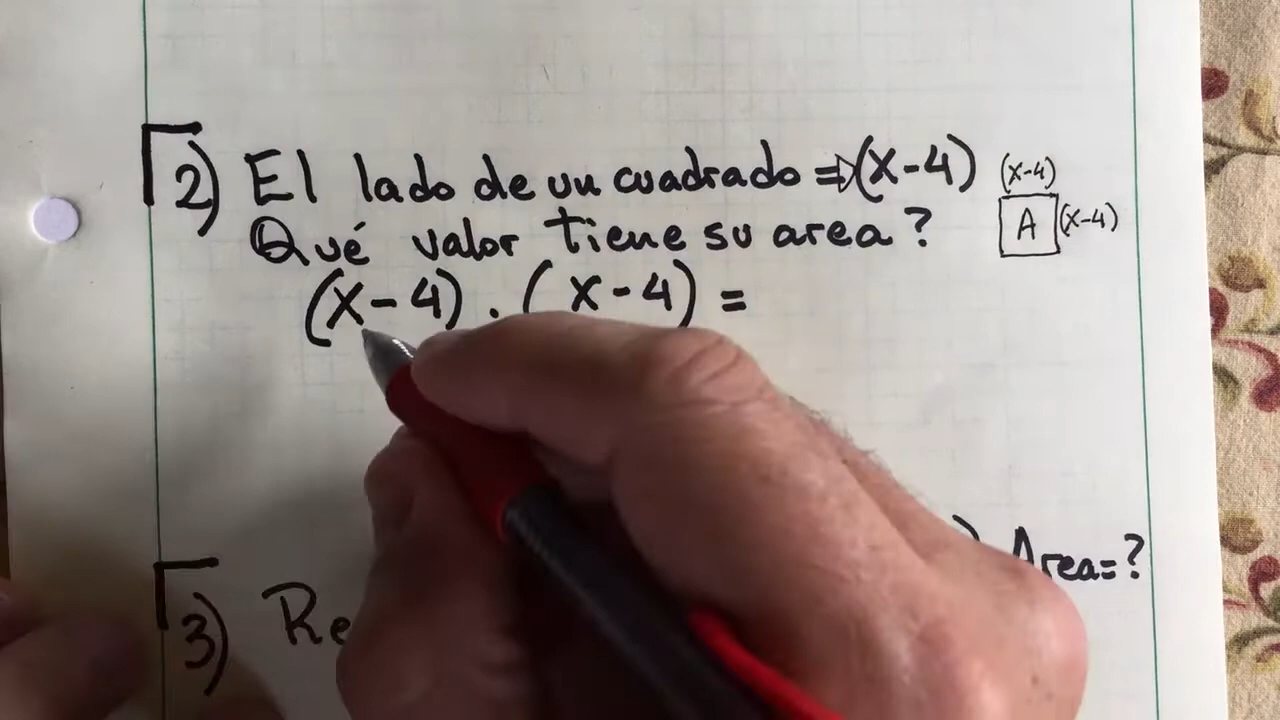 2) El lado de un cuadrado ⇒ (x-4)
Qué valor tiene su area?
(x-4)
A (x-4)
(x-4) . (x-4) =
3) Re
) Area=?